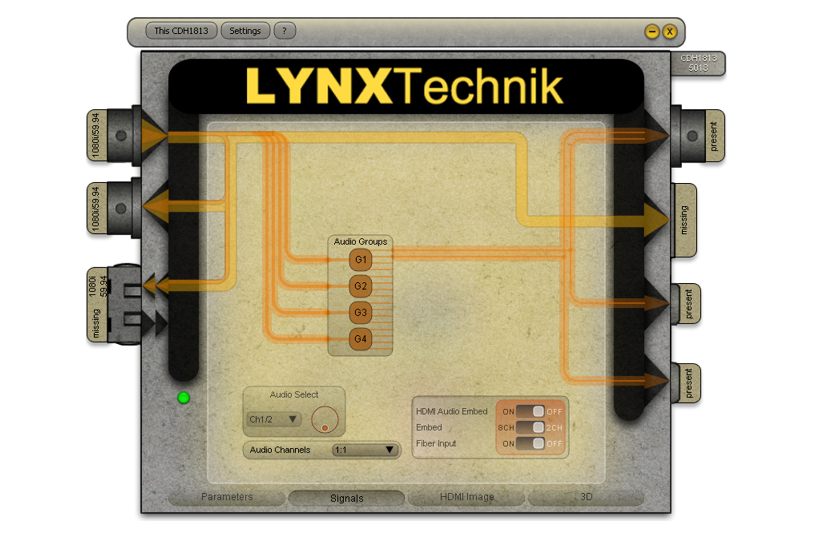 This CDH1813 Settings ?
CDH1813
5018
LYNXTechnik
1080i/59.94
present
1080i/59.94
missing
Audio Groups
G1
G2
G3
G4
1080i
59.94
missing
present
present
Audio Select
Ch1/2
Audio Channels 1:1
HDMI Audio Embed ON OFF
Embed 8CH 2CH
Fiber Input ON OFF
Parameters Signals HDMI Image 3D